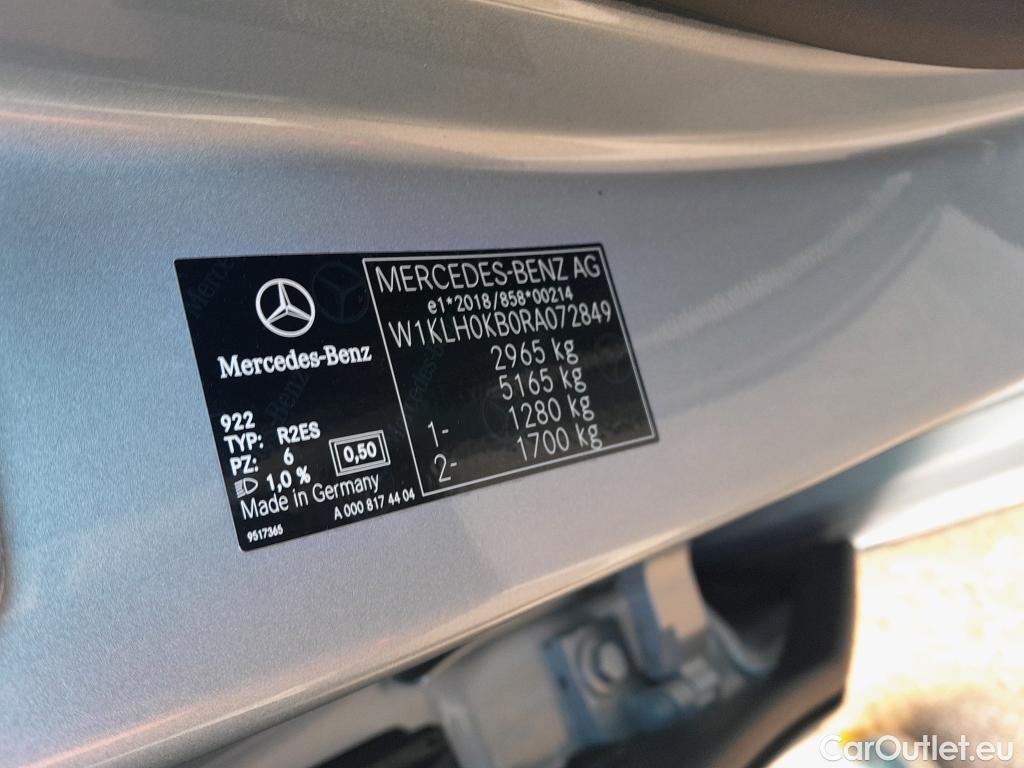 Mercedes-Benz
922
TYP: R2ES
PZ: 6
1,0 % 0,50
Made in Germany
9517365 A 000 817 44 04
MERCEDES-BENZ AG
e1*2018/858*00214
W1KLH0KB0RA072849
2965 kg
5165 kg
1- 1280 kg
2- 1700 kg
CarOutlet.eu